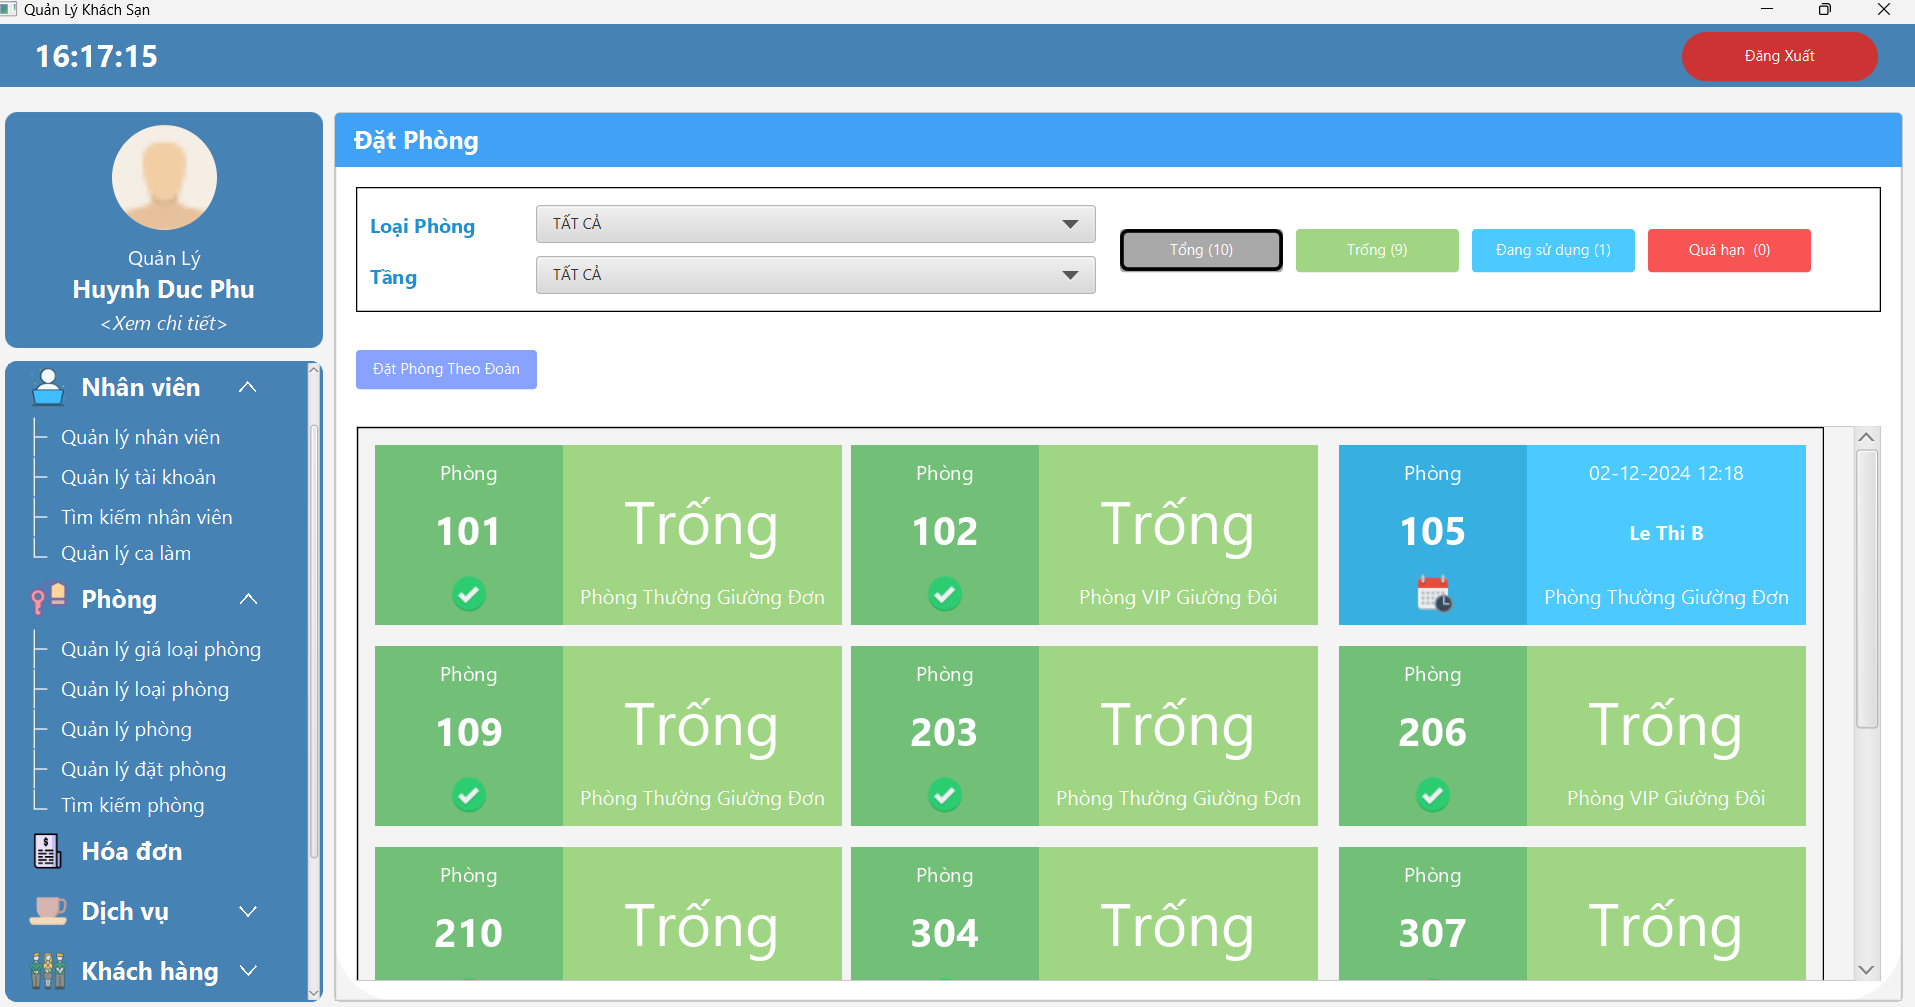 Quản Lý Khách Sạn
16:17:15
Đăng Xuất
Quản Lý
Huynh Duc Phu
<Xem chi tiết>
Nhân viên
Quản lý nhân viên
Quản lý tài khoản
Tìm kiếm nhân viên
Quản lý ca làm
Phòng
Quản lý giá loại phòng
Quản lý loại phòng
Quản lý phòng
Quản lý đặt phòng
Tìm kiếm phòng
Hóa đơn
Dịch vụ
Khách hàng
Đặt Phòng
Loại Phòng
TẤT CẢ
Tầng
TẤT CẢ
Tổng (10)
Trống (9)
Đang sử dụng (1)
Quá hạn (0)
Đặt Phòng Theo Đoàn
Phòng
101
Trống
Phòng Thường Giường Đơn
Phòng
102
Trống
Phòng VIP Giường Đôi
Phòng
105
02-12-2024 12:18
Le Thi B
Phòng Thường Giường Đơn
Phòng
109
Trống
Phòng Thường Giường Đơn
Phòng
203
Trống
Phòng Thường Giường Đơn
Phòng
206
Trống
Phòng VIP Giường Đôi
Phòng
210
Trống
Phòng
304
Trống
Phòng
307
Trống